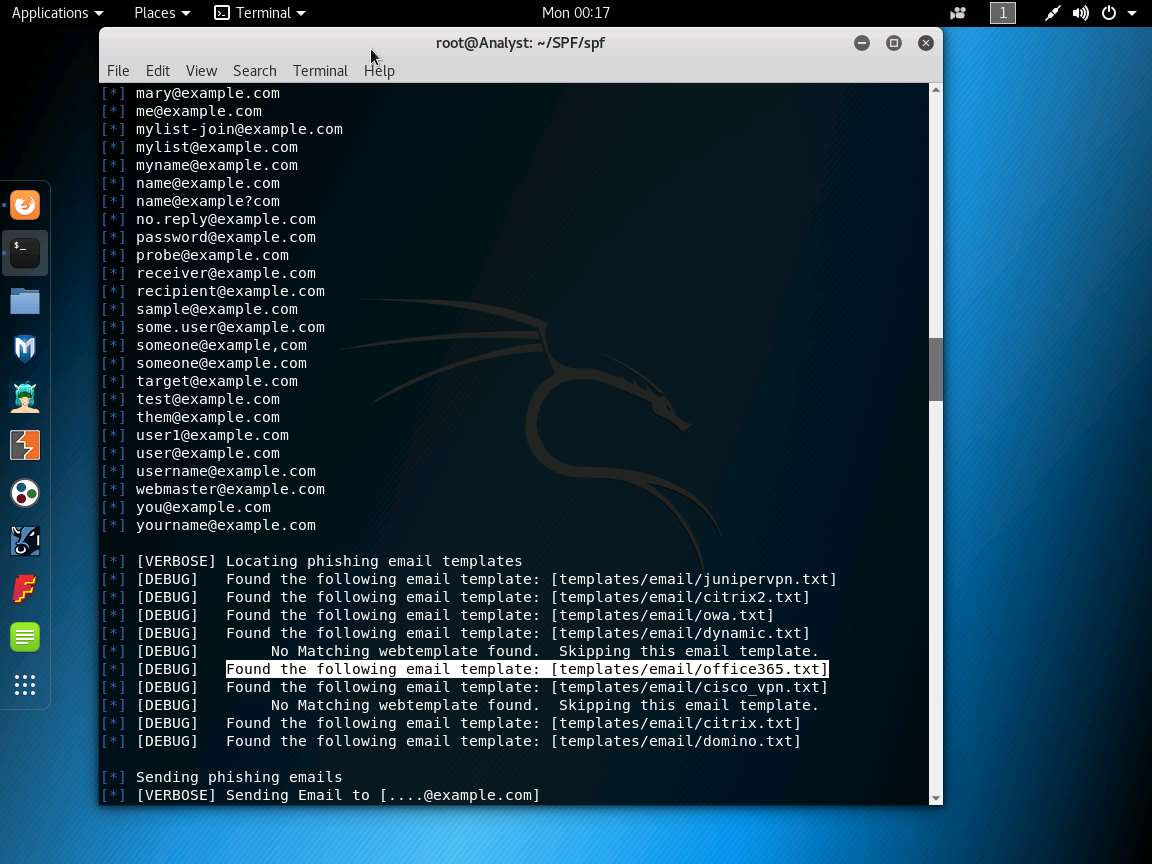 Applications Places Terminal Mon 00:17 1
root@Analyst: ~/SPF/spf
File Edit View Search Terminal Help
[*] mary@example.com
[*] me@example.com
[*] mylist-join@example.com
[*] mylist@example.com
[*] myname@example.com
[*] name@example.com
[*] name@example?com
[*] no.reply@example.com
[*] password@example.com
[*] probe@example.com
[*] receiver@example.com
[*] recipient@example.com
[*] sample@example.com
[*] some.user@example.com
[*] someone@example,com
[*] someone@example.com
[*] target@example.com
[*] test@example.com
[*] them@example.com
[*] user1@example.com
[*] user@example.com
[*] username@example.com
[*] webmaster@example.com
[*] you@example.com
[*] yourname@example.com
[*] [VERBOSE] Locating phishing email templates
[*] [DEBUG]   Found the following email template: [templates/email/junipervpn.txt]
[*] [DEBUG]   Found the following email template: [templates/email/citrix2.txt]
[*] [DEBUG]   Found the following email template: [templates/email/owa.txt]
[*] [DEBUG]   Found the following email template: [templates/email/dynamic.txt]
[*] [DEBUG]        No Matching webtemplate found.  Skipping this email template.
[*] [DEBUG]   Found the following email template: [templates/email/office365.txt]
[*] [DEBUG]   Found the following email template: [templates/email/cisco_vpn.txt]
[*] [DEBUG]        No Matching webtemplate found.  Skipping this email template.
[*] [DEBUG]   Found the following email template: [templates/email/citrix.txt]
[*] [DEBUG]   Found the following email template: [templates/email/domino.txt]
[*] Sending phishing emails
[*] [VERBOSE] Sending Email to [....@example.com]